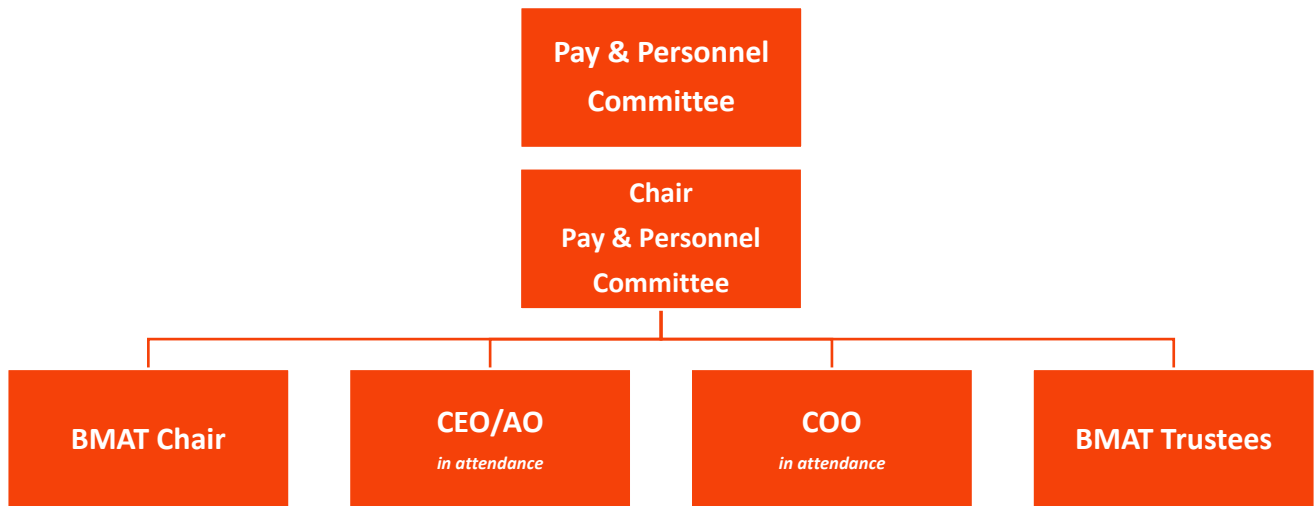 Pay & Personnel
Committee
Chair
Pay & Personnel
Committee
BMAT Chair
CEO/AO
in attendance
COO
in attendance
BMAT Trustees